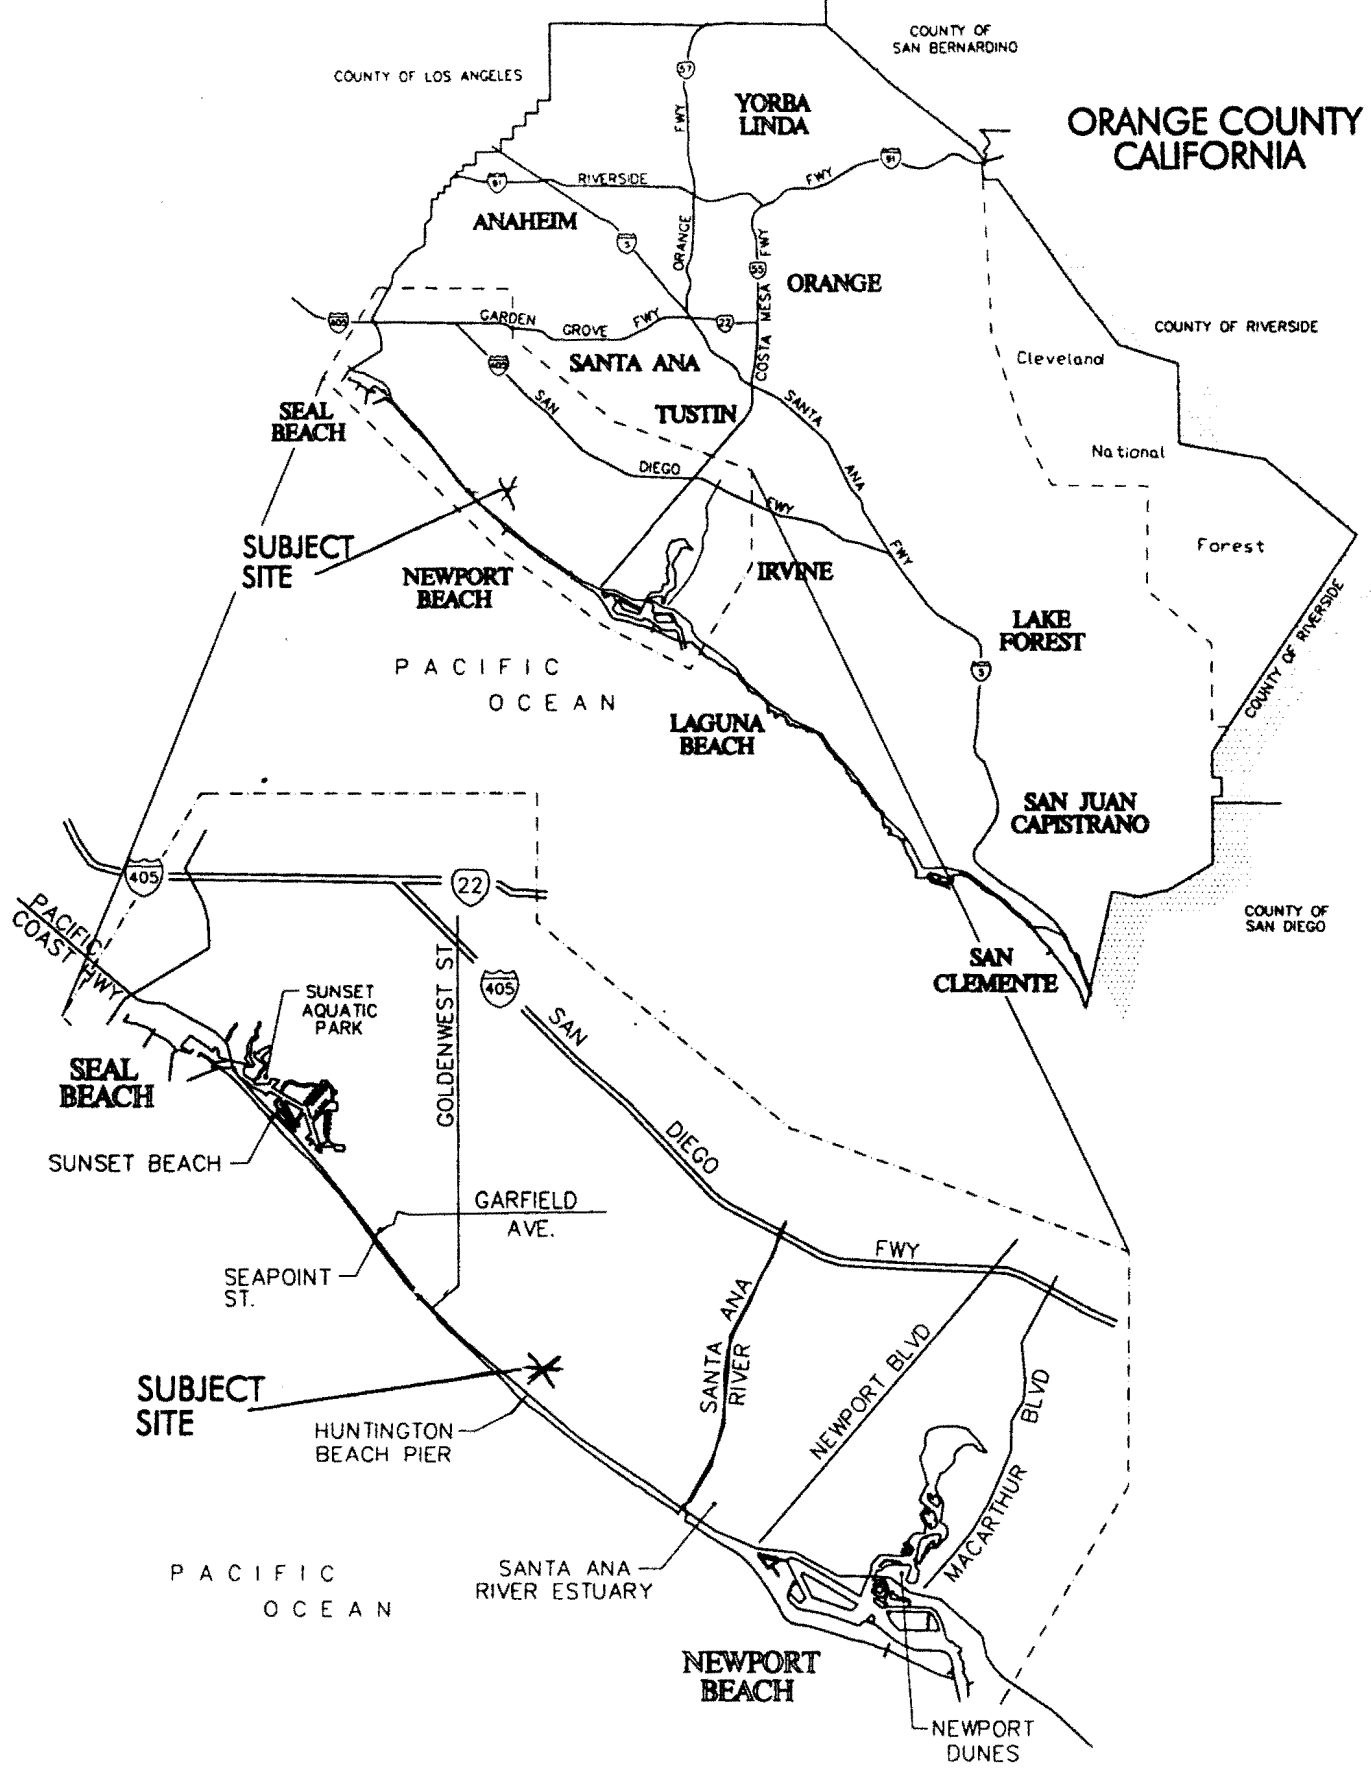 COUNTY OF
SAN BERNARDINO
COUNTY OF LOS ANGELES
57
FWY
YORBA
LINDA
ORANGE COUNTY
CALIFORNIA
91
RIVERSIDE
FWY
91
ANAHEIM
5
ORANGE
FWY
55
COSTA MESA
ORANGE
405
GARDEN
GROVE
FWY
22
COUNTY OF RIVERSIDE
Cleveland
405
SANTA ANA
SAN
SEAL
BEACH
TUSTIN
SANTA
ANA
National
DIEGO
FWY
SUBJECT
SITE
NEWPORT
BEACH
IRVINE
FWY
Forest
COUNTY OF RIVERSIDE
LAKE
FOREST
5
PACIFIC
OCEAN
LAGUNA
BEACH
SAN JUAN
CAPISTRANO
COUNTY OF
SAN DIEGO
SAN
CLEMENTE
405
22
PACIFIC
COAST HWY
GOLDENWEST ST
405
SAN
SUNSET
AQUATIC
PARK
SEAL
BEACH
DIEGO
SUNSET BEACH
GARFIELD
AVE.
FWY
SEAPOINT
ST.
SANTA ANA
RIVER
NEWPORT BLVD
BLVD
MACARTHUR
SUBJECT
SITE
HUNTINGTON
BEACH PIER
PACIFIC
OCEAN
SANTA ANA
RIVER ESTUARY
NEWPORT
BEACH
NEWPORT
DUNES